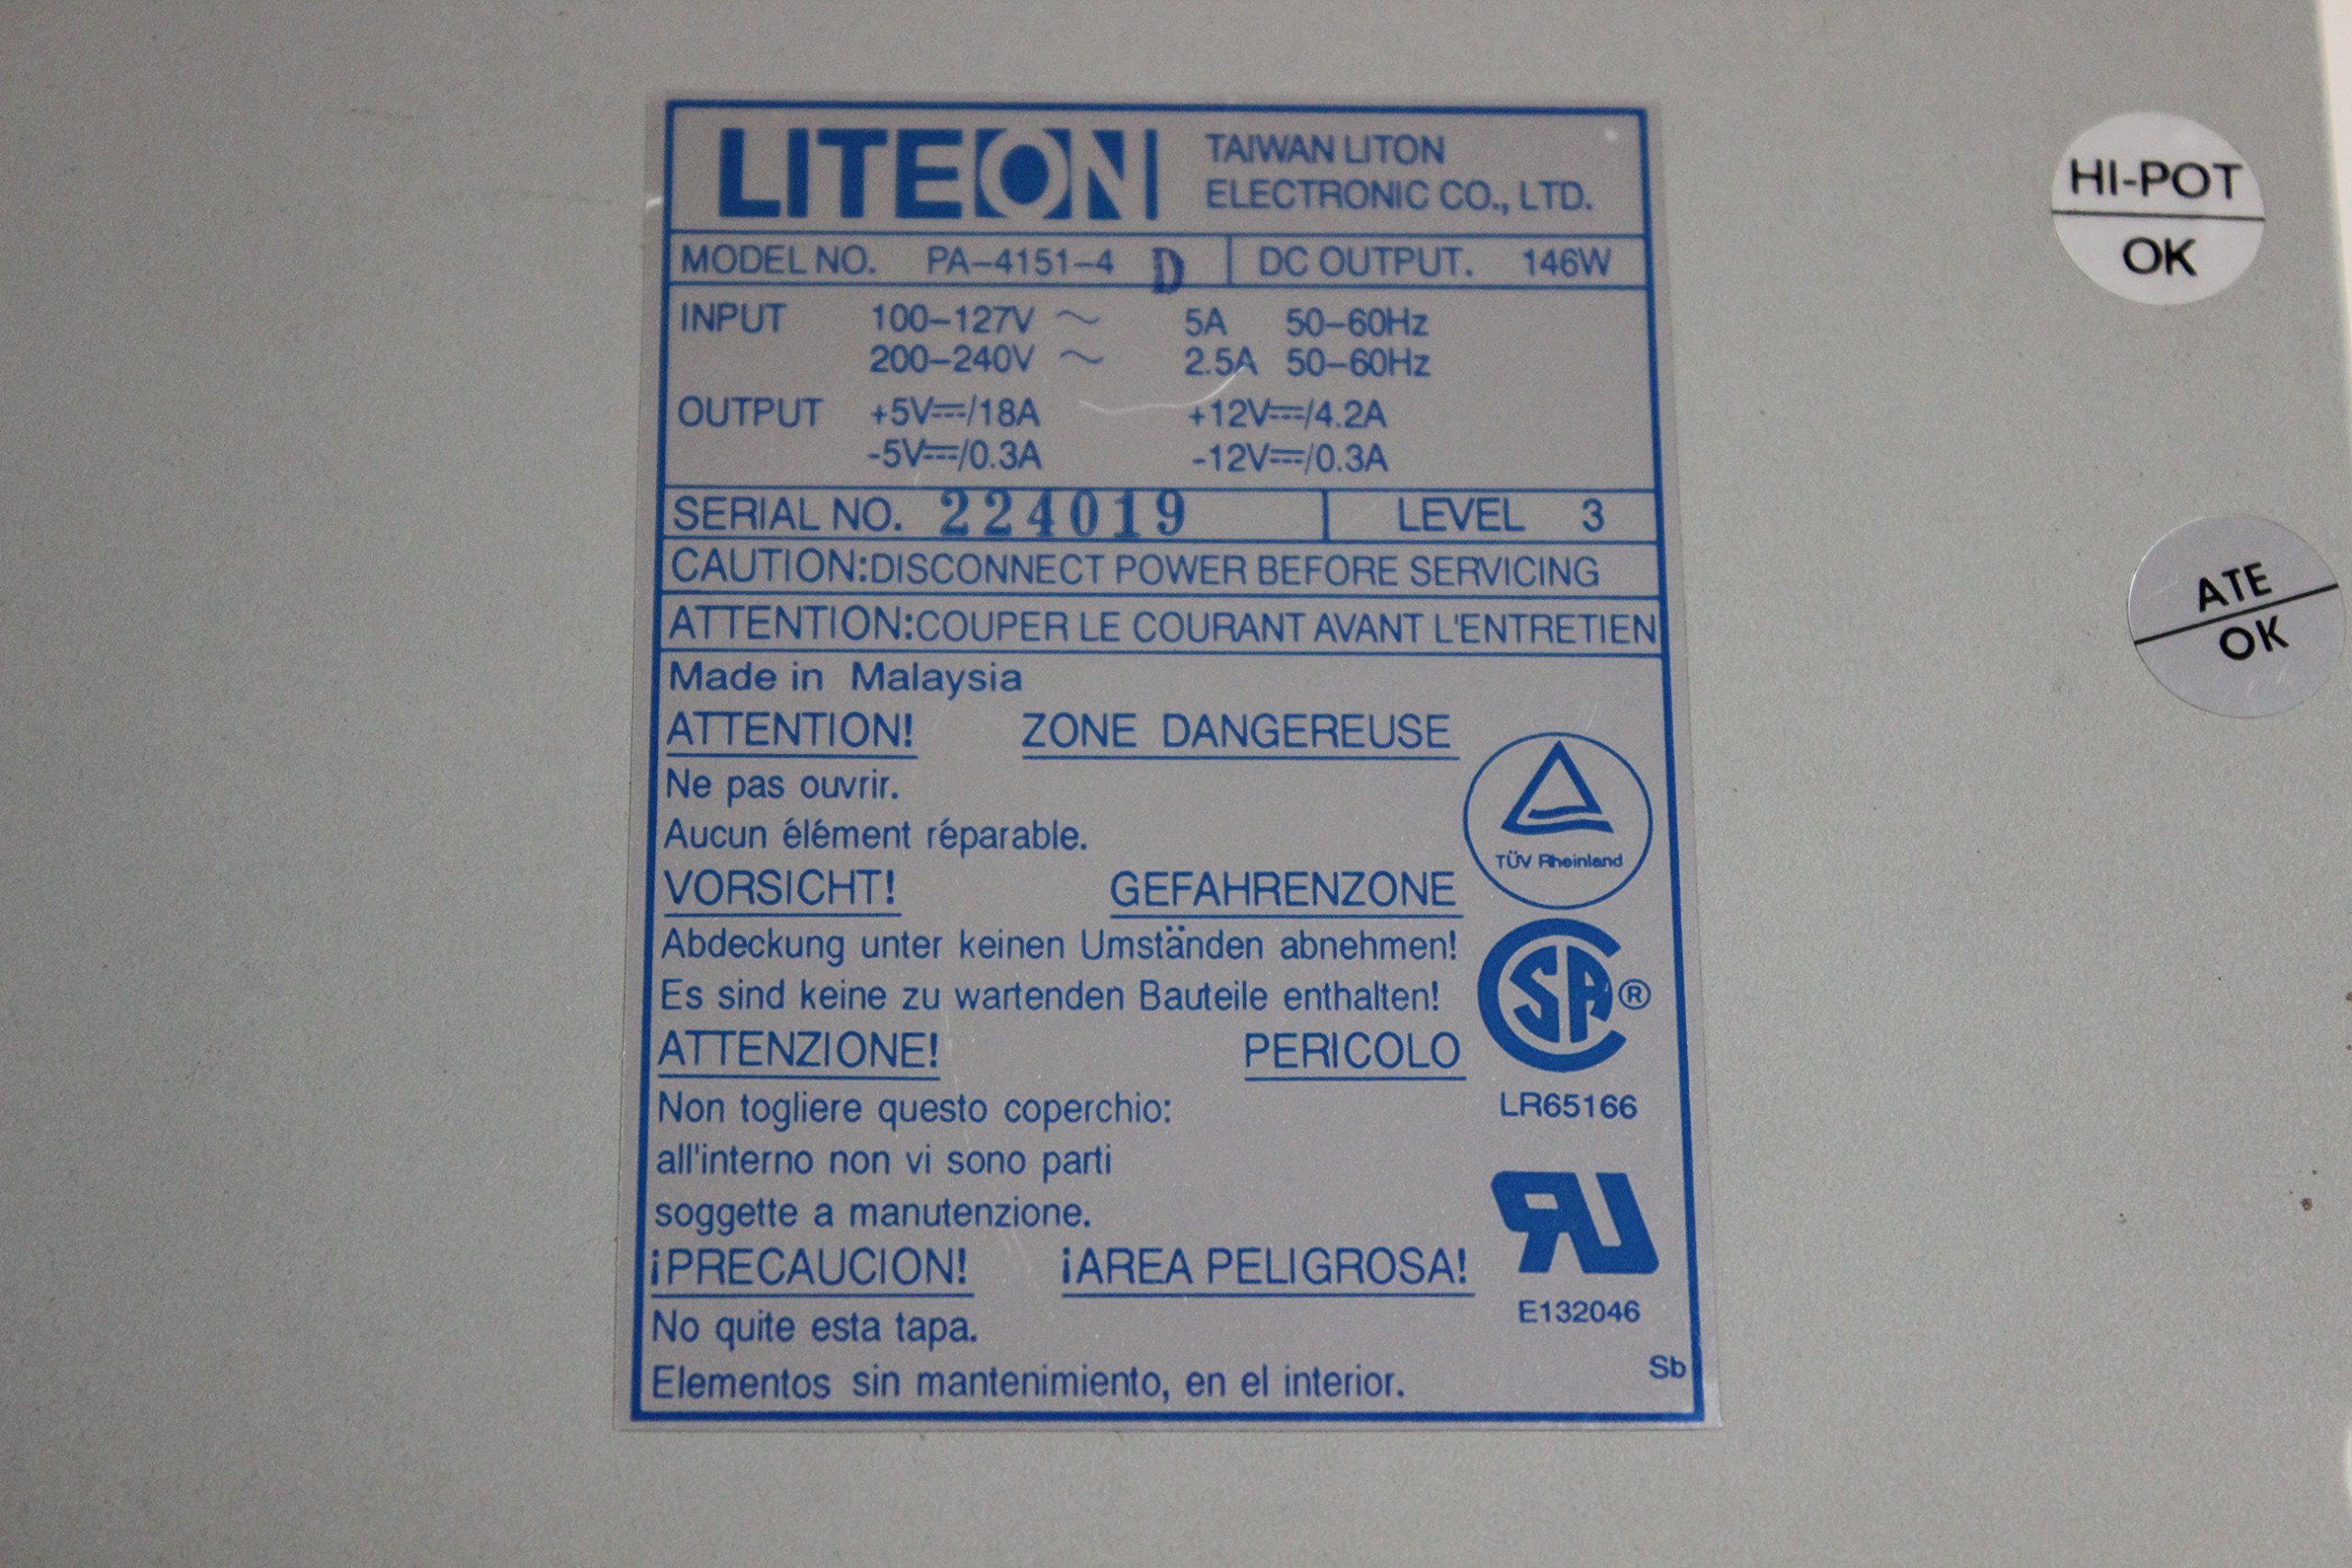 LITEON TAIWAN LITON
ELECTRONIC CO., LTD.
MODEL NO. PA-4151-4 D DC OUTPUT. 146W
INPUT 100-127V ~ 5A 50-60Hz
200-240V ~ 2.5A 50-60Hz
OUTPUT +5V⎓/18A +12V⎓/4.2A
-5V⎓/0.3A -12V⎓/0.3A
SERIAL NO. 224019 LEVEL 3
CAUTION:DISCONNECT POWER BEFORE SERVICING
ATTENTION:COUPER LE COURANT AVANT L'ENTRETIEN
Made in Malaysia
ATTENTION! ZONE DANGEREUSE
Ne pas ouvrir.
Aucun élément réparable.
TÜV Rheinland
VORSICHT! GEFAHRENZONE
Abdeckung unter keinen Umständen abnehmen!
Es sind keine zu wartenden Bauteile enthalten!
SA ®
ATTENZIONE! PERICOLO
Non togliere questo coperchio:
LR65166
all'interno non vi sono parti
soggette a manutenzione.
RU
¡PRECAUCION! ¡AREA PELIGROSA!
E132046
No quite esta tapa.
Elementos sin mantenimiento, en el interior.
Sb
HI-POT
OK
ATE
OK